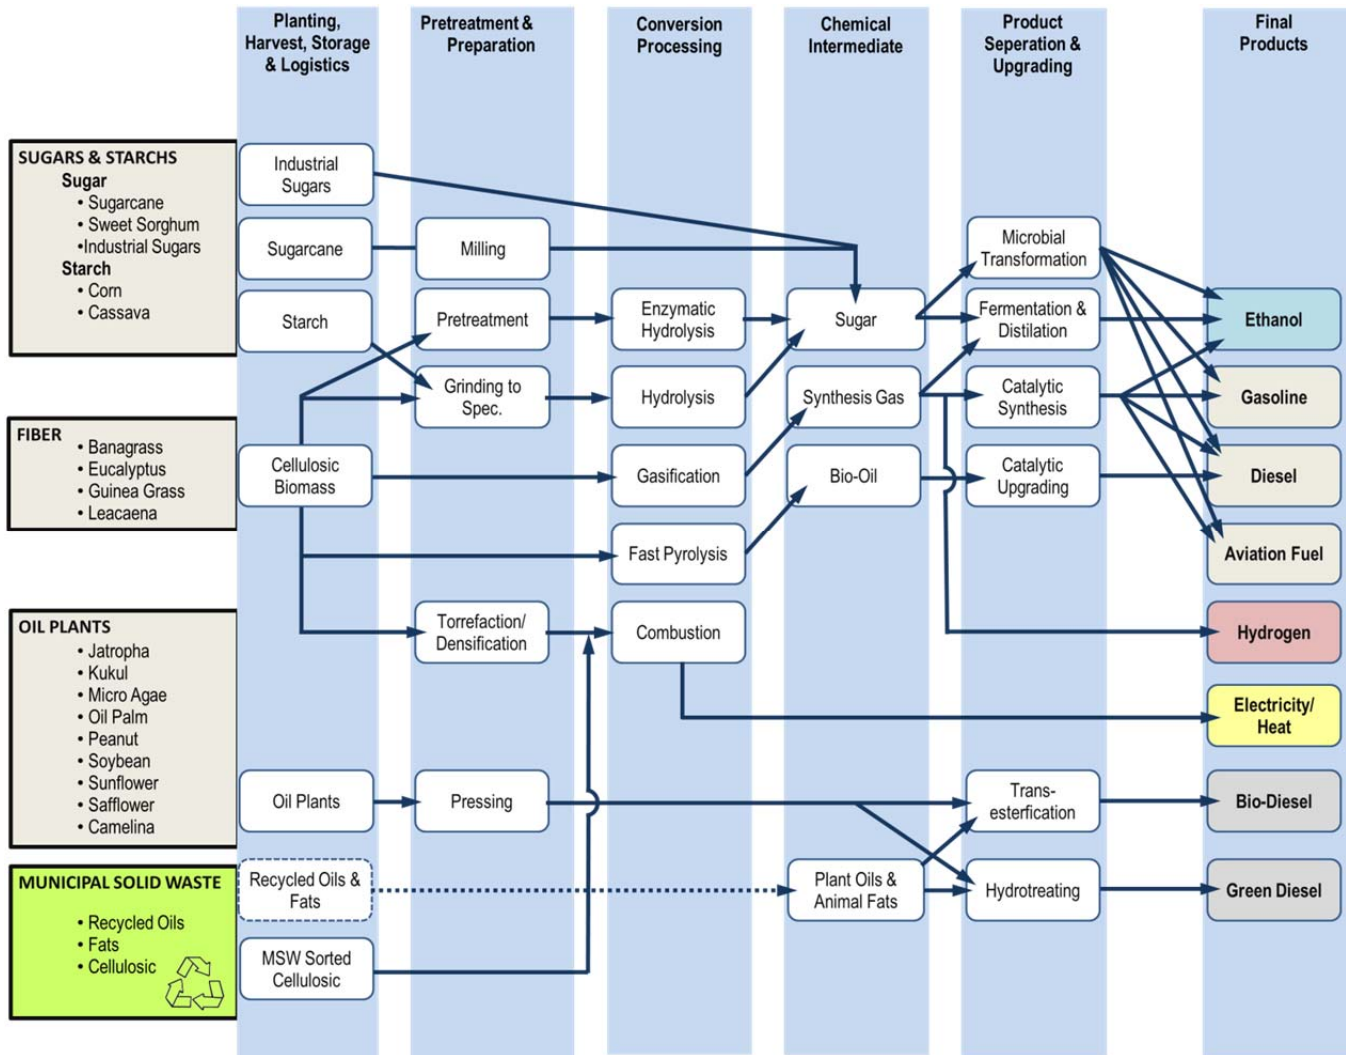 Planting,
Harvest, Storage
& Logistics
Pretreatment &
Preparation
Conversion
Processing
Chemical
Intermediate
Product
Seperation &
Upgrading
Final
Products
SUGARS & STARCHS
Sugar
• Sugarcane
• Sweet Sorghum
•Industrial Sugars
Starch
• Corn
• Cassava
FIBER
• Banagrass
• Eucalyptus
• Guinea Grass
• Leacaena
OIL PLANTS
• Jatropha
• Kukul
• Micro Agae
• Oil Palm
• Peanut
• Soybean
• Sunflower
• Safflower
• Camelina
MUNICIPAL SOLID WASTE
• Recycled Oils
• Fats
• Cellulosic
Industrial
Sugars
Sugarcane
Starch
Cellulosic
Biomass
Oil Plants
Recycled Oils &
Fats
MSW Sorted
Cellulosic
Milling
Pretreatment
Grinding to
Spec.
Torrefaction/
Densification
Pressing
Enzymatic
Hydrolysis
Hydrolysis
Gasification
Fast Pyrolysis
Combustion
Sugar
Synthesis Gas
Bio-Oil
Plant Oils &
Animal Fats
Microbial
Transformation
Fermentation &
Distilation
Catalytic
Synthesis
Catalytic
Upgrading
Trans-
esterfication
Hydrotreating
Ethanol
Gasoline
Diesel
Aviation Fuel
Hydrogen
Electricity/
Heat
Bio-Diesel
Green Diesel